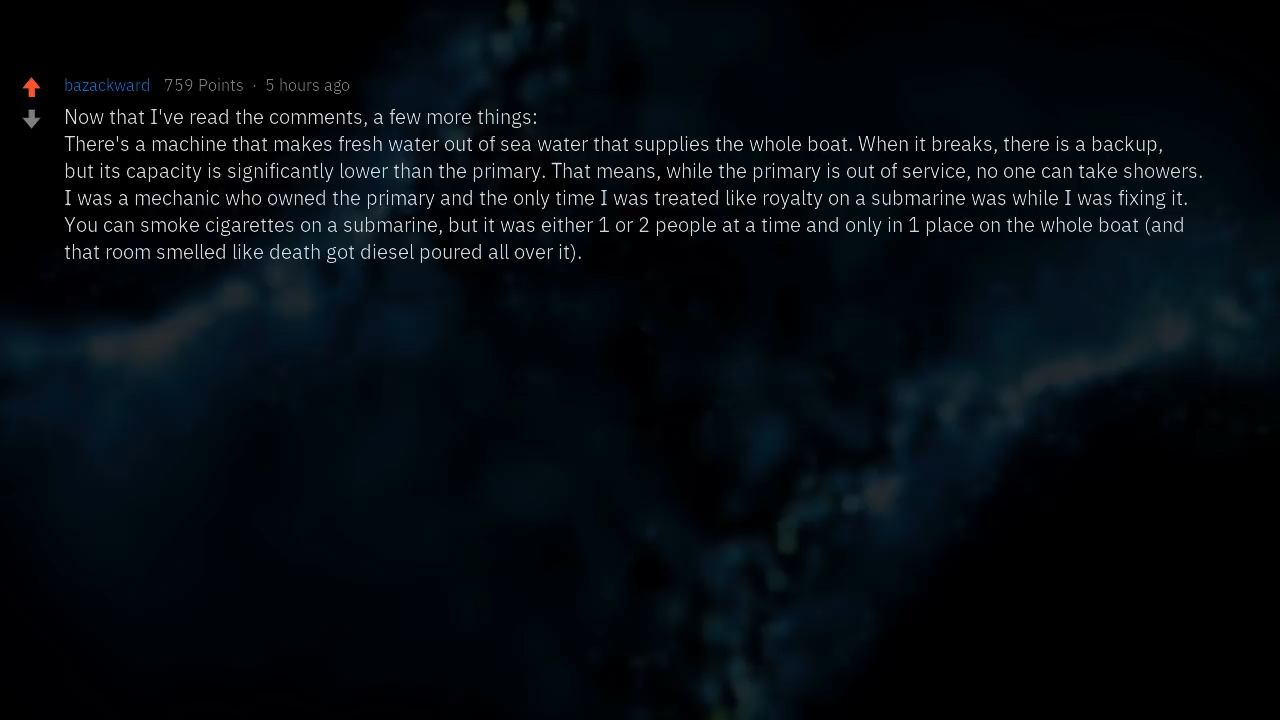 bazackward 759 Points · 5 hours ago
Now that I've read the comments, a few more things:
There's a machine that makes fresh water out of sea water that supplies the whole boat. When it breaks, there is a backup,
but its capacity is significantly lower than the primary. That means, while the primary is out of service, no one can take showers.
I was a mechanic who owned the primary and the only time I was treated like royalty on a submarine was while I was fixing it.
You can smoke cigarettes on a submarine, but it was either 1 or 2 people at a time and only in 1 place on the whole boat (and
that room smelled like death got diesel poured all over it).